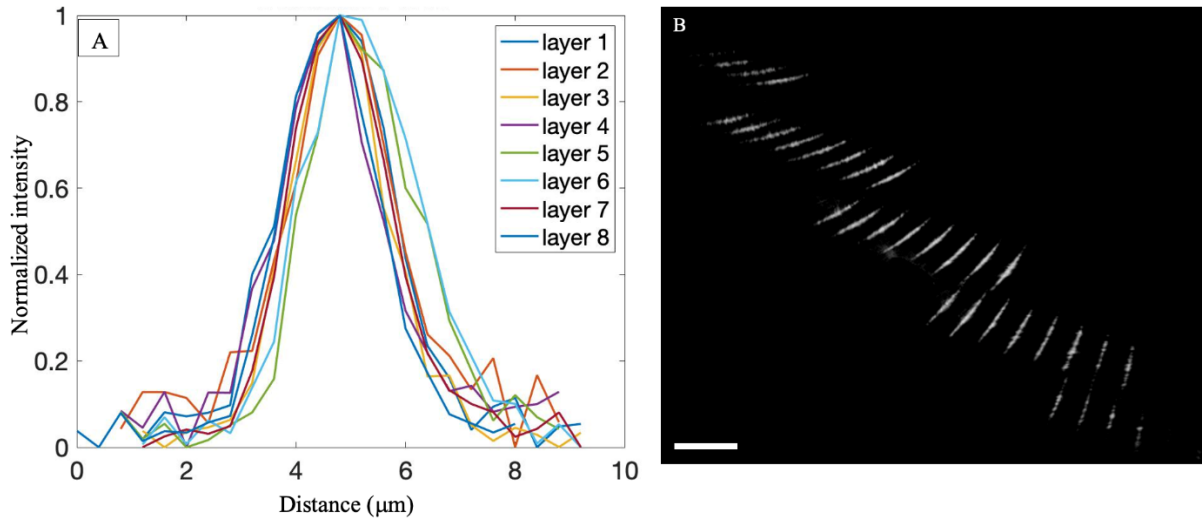 A
B
layer 1
layer 2
layer 3
layer 4
layer 5
layer 6
layer 7
layer 8
1
0.8
0.6
0.4
0.2
0
0
2
4
6
8
10
Normalized intensity
Distance (μm)